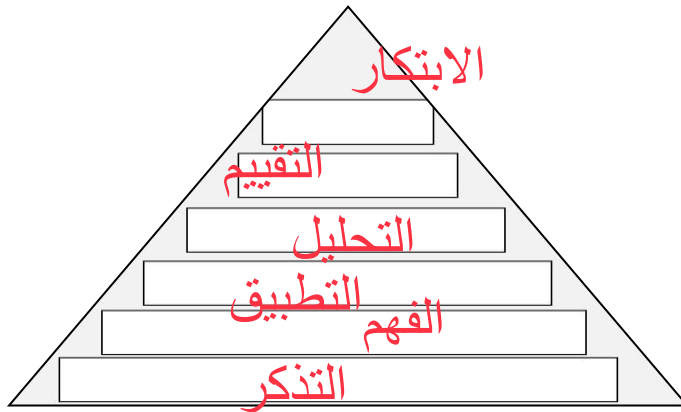 الابتكار
التقييم
التحليل
التطبيق
الفهم
التذكر